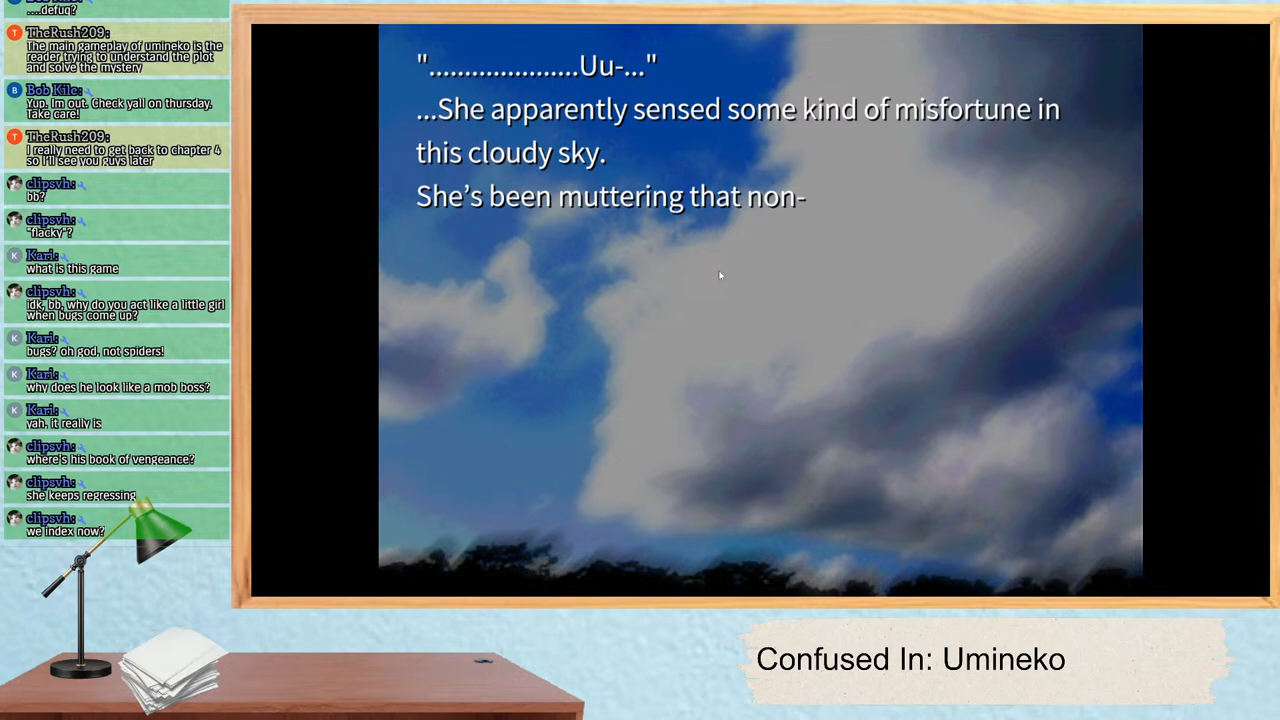 ....defuq?
TheRush209:
The main gameplay of umineko is the
reader trying to understand the plot
and solve the mystery
Bob Kile:
Yup. Im out. Check yall on thursday.
Take care!
TheRush209:
I really need to get back to chapter 4
so I'll see you guys later
clipsvh:
bb?
clipsvh:
"flacky"?
Kari:
what is this game
clipsvh:
idk, bb, why do you act like a little girl
when bugs come up?
Kari:
bugs? oh god, not spiders!
Kari:
why does he look like a mob boss?
Kari:
yah, it really is
clipsvh:
where's his book of vengeance?
clipsvh:
she keeps regressing
clipsvh:
we index now?
".....................Uu-..."
...She apparently sensed some kind of misfortune in
this cloudy sky.
She's been muttering that non-
Confused In: Umineko